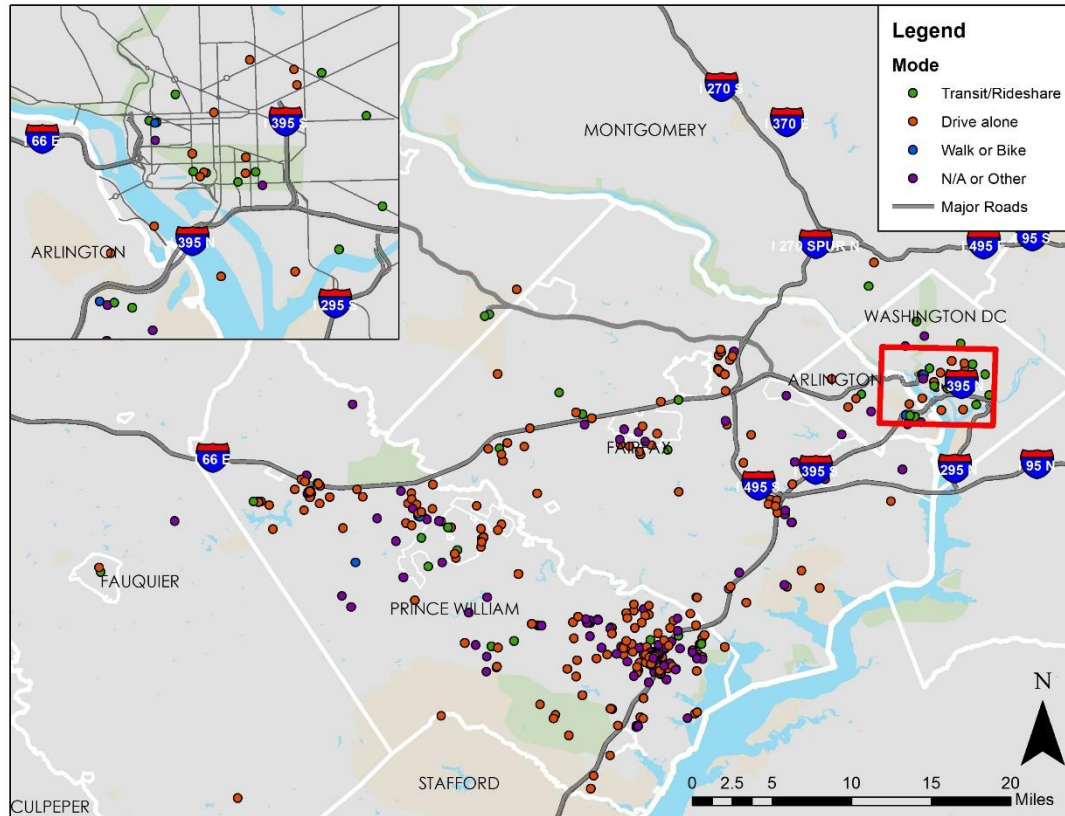 Legend
Mode
Transit/Rideshare
Drive alone
Walk or Bike
N/A or Other
Major Roads
66 E
I 395 S
ARLINGTON
395 N
I 295 S
I 270 S
I 370 E
MONTGOMERY
I 270 SPUR N
I 495 E
95 S
WASHINGTON DC
ARLINGTON
395
FAIRFAX
66 E
I 495 S
I 395 S
295 N
95 N
FAUQUIER
PRINCE WILLIAM
STAFFORD
CULPEPER
N
0 2.5 5 10 15 20
Miles